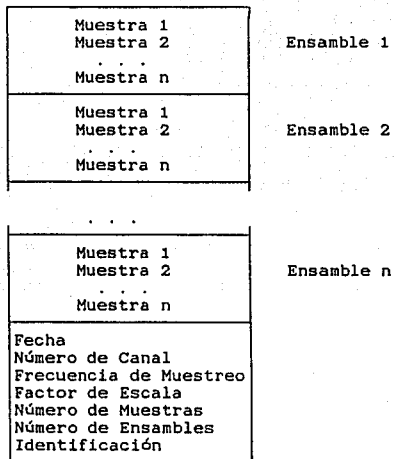 Muestra 1
Muestra 2 Ensamble 1
. . .
Muestra n
Muestra 1
Muestra 2 Ensamble 2
. . .
Muestra n
. . .
Muestra 1
Muestra 2 Ensamble n
. . .
Muestra n
Fecha
Número de Canal
Frecuencia de Muestreo
Factor de Escala
Número de Muestras
Número de Ensambles
Identificación